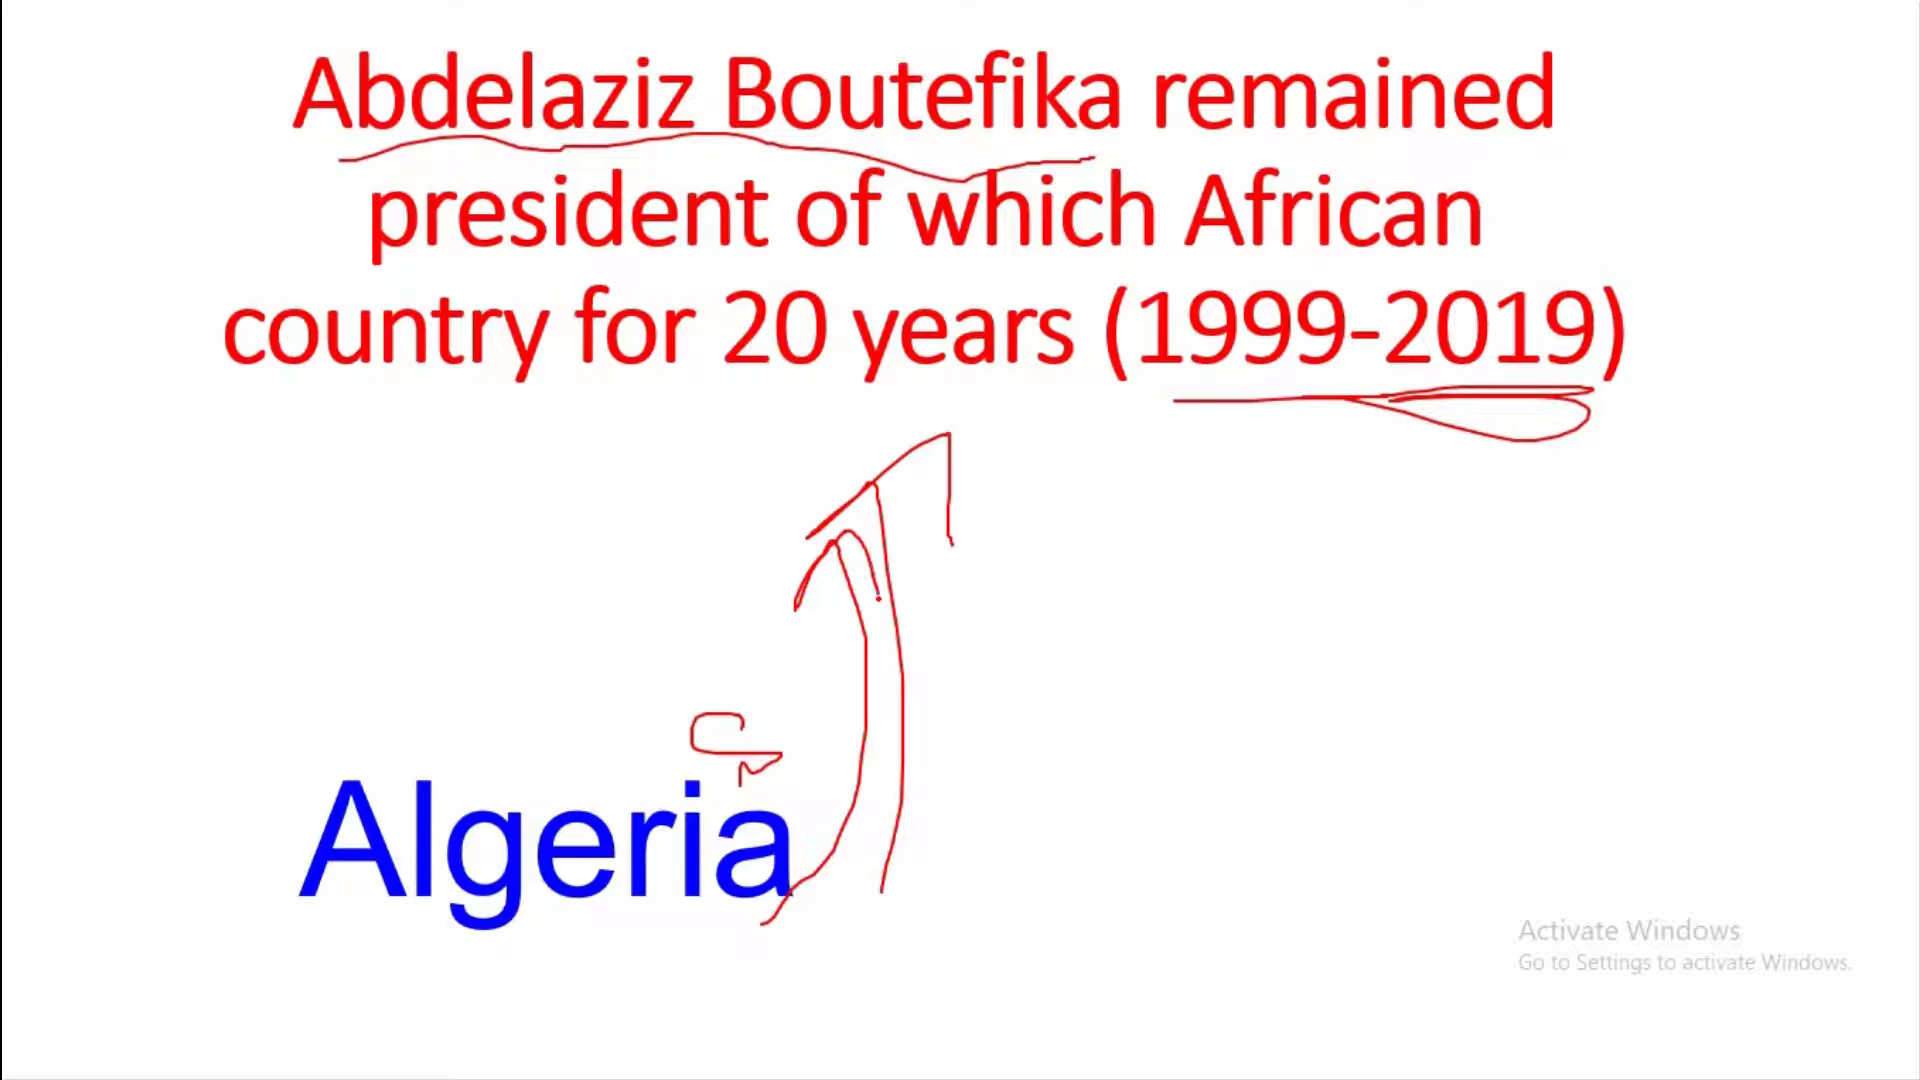 Abdelaziz Boutefika remained
president of which African
country for 20 years (1999-2019)
Algeria
Activate Windows
Go to Settings to activate Windows.